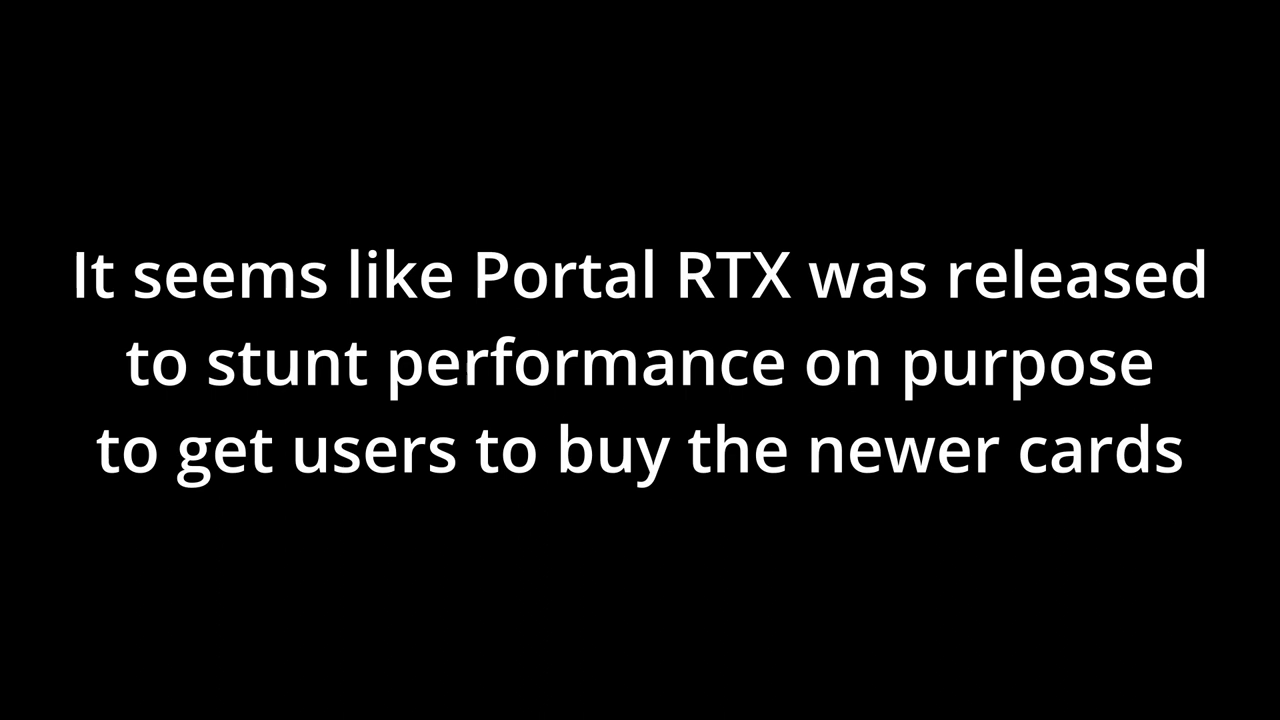 It seems like Portal RTX was released
to stunt performance on purpose
to get users to buy the newer cards